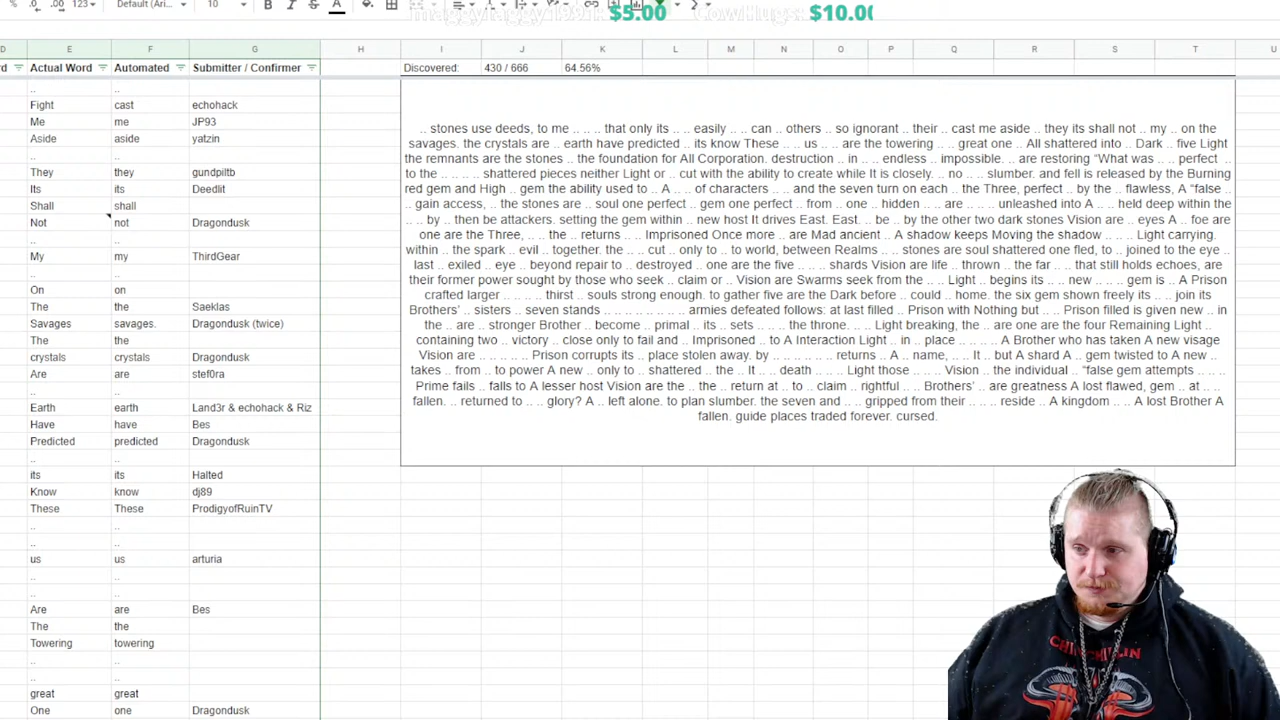 maggytaggy1991: $5.00 CowHugs: $10.00
% .0 .00 123 Default (Ari... 10 B I S A
D E F G H I J K L M N O P Q R S T U
d Actual Word Automated Submitter / Confirmer Discovered: 430 / 666 64.56%
.. ..
Fight cast echohack
Me me JP93
Aside aside yatzin
.. ..
They they gundpiltb
Its its Deedlit
Shall shall
Not not Dragondusk
.. ..
My my ThirdGear
.. ..
On on
The the Saeklas
Savages savages. Dragondusk (twice)
The the
crystals crystals Dragondusk
Are are stef0ra
.. ..
Earth earth Land3r & echohack & Riz
Have have Bes
Predicted predicted Dragondusk
.. ..
its its Halted
Know know dj89
These These ProdigyofRuinTV
.. ..
.. ..
us us arturia
.. ..
.. ..
Are are Bes
The the
Towering towering
.. ..
.. ..
great great
One one Dragondusk
.. stones use deeds, to me .. .. .. that only its .. .. easily .. .. can .. others .. so ignorant .. their .. cast me aside .. they its shall not .. my .. on the
savages. the crystals are .. earth have predicted .. its know These .. .. us .. .. are the towering .. .. great one .. All shattered into .. Dark .. five Light
the remnants are the stones .. the foundation for All Corporation. destruction .. in .. endless .. impossible. .. are restoring “What was .. .. perfect ..
to the .. .. .. shattered pieces neither Light or .. cut with the ability to create while It is closely. .. no .. slumber. and fell is released by the Burning
red gem and High .. gem the ability used to .. A .. of characters .. .. and the seven turn on each .. the Three, perfect .. by the .. flawless, A “false ..
.. gain access, .. the stones are .. soul one perfect .. gem one perfect .. from .. one .. hidden .. .. are .. .. unleashed into A .. held deep within the
.. .. by .. then be attackers. setting the gem within .. new host It drives East. East. .. be .. by the other two dark stones Vision are .. eyes A .. foe are
one are the Three, .. .. the .. returns .. Imprisoned Once more .. are Mad ancient .. A shadow keeps Moving the shadow .. .. .. Light carrying.
within .. the spark .. evil .. together. the .. .. cut .. only to .. to world, between Realms .. .. stones are soul shattered one fled, to .. joined to the eye ..
last .. exiled .. eye .. beyond repair to .. destroyed .. one are the five .. .. .. shards Vision are life .. thrown .. the far .. .. that still holds echoes, are
their former power sought by those who seek .. claim or .. Vision are Swarms seek from the .. .. Light .. begins its .. .. new .. .. gem is .. A Prison
crafted larger .. .. .. .. thirst .. souls strong enough. to gather five are the Dark before .. could .. home. the six gem shown freely its .. .. join its
Brothers’ .. sisters .. seven stands .. .. .. .. .. .. armies defeated follows: at last filled .. Prison with Nothing but .. .. Prison filled is given new .. in
the .. are .. stronger Brother .. become .. primal .. its .. sets .. .. the throne. .. .. Light breaking, the .. are one are the four Remaining Light ..
containing two .. victory .. close only to fail and .. Imprisoned .. to A Interaction Light .. in .. place .. .. .. A Brother who has taken A new visage
Vision are .. .. .. .. Prison corrupts its .. place stolen away. by .. .. .. .. .. returns .. A .. name, .. .. It .. but A shard A .. gem twisted to A new ..
takes .. from .. to power A new .. only to .. shattered .. the .. It .. .. death .. .. Light those .. .. Vision .. the individual .. “false gem attempts .. ..
Prime fails .. falls to A lesser host Vision are the .. the .. return at .. to .. claim .. rightful .. .. Brothers’ .. are greatness A lost flawed, gem .. at ..
fallen. .. returned to .. .. glory? A .. .. left alone. to plan slumber. the seven and .. .. gripped from their .. .. .. reside .. A kingdom .. .. A lost Brother A
fallen. guide places traded forever. cursed.